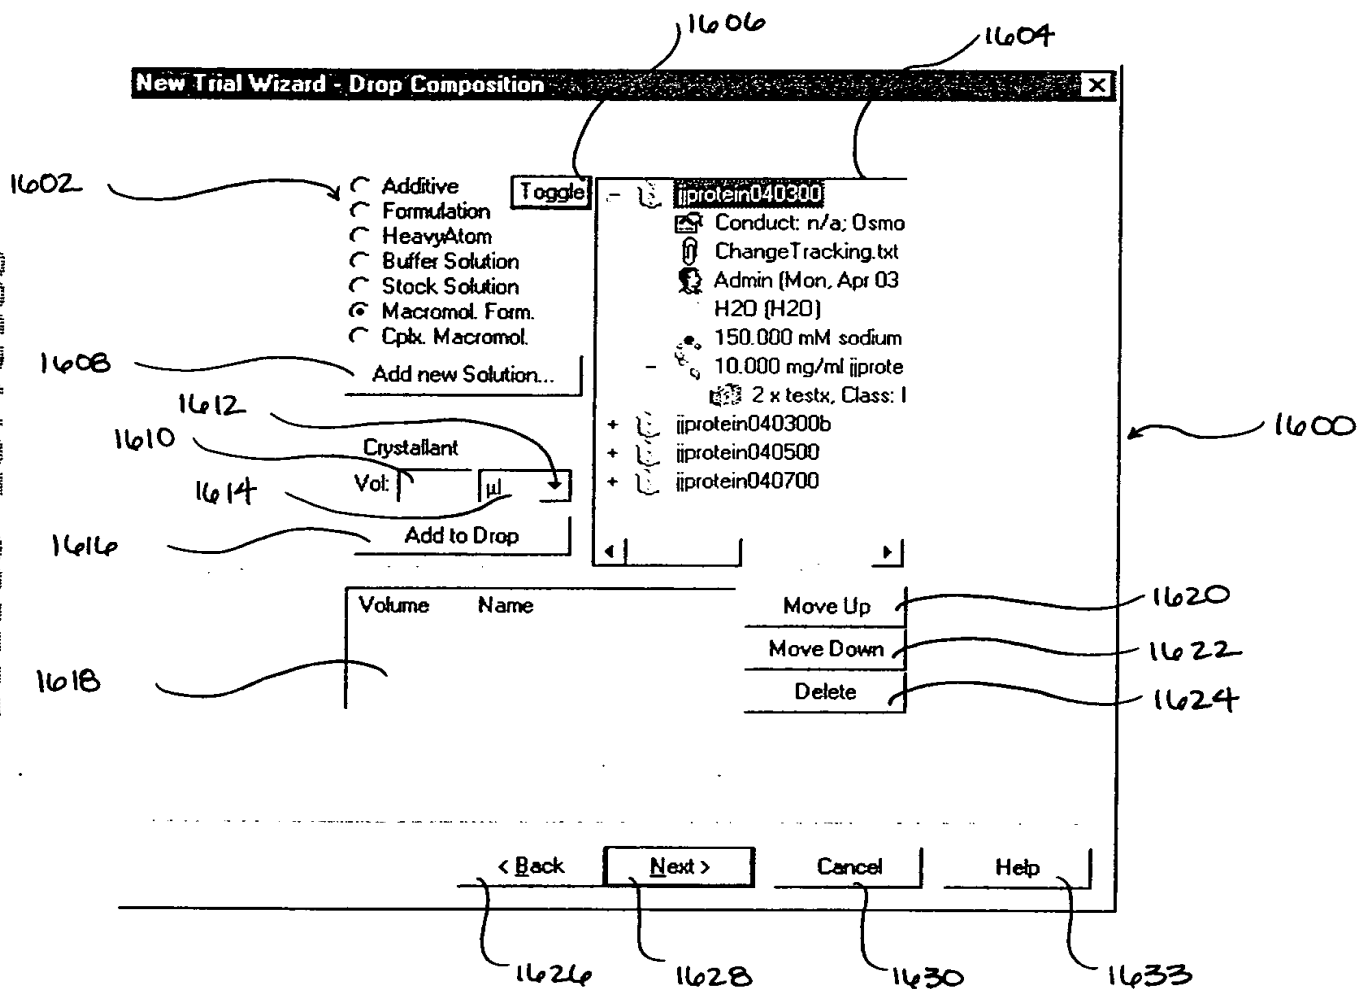 1606
1604
New Trial Wizard - Drop Composition
1602
Additive
Formulation
HeavyAtom
Buffer Solution
Stock Solution
Macromol. Form.
Cplx. Macromol.
Toggle
jjprotein040300
Conduct: n/a; Osmo
ChangeTracking.txt
Admin (Mon, Apr 03
H2O (H2O)
150.000 mM sodium
10.000 mg/ml jjprote
2 x testx, Class: I
jjprotein040300b
jjprotein040500
jjprotein040700
1608
Add new Solution...
1612
1610
Crystallant
Vol:
µl
1614
1600
1616
Add to Drop
Volume Name
Move Up
1620
Move Down
1622
1618
Delete
1624
< Back
Next >
Cancel
Help
1626
1628
1630
1633